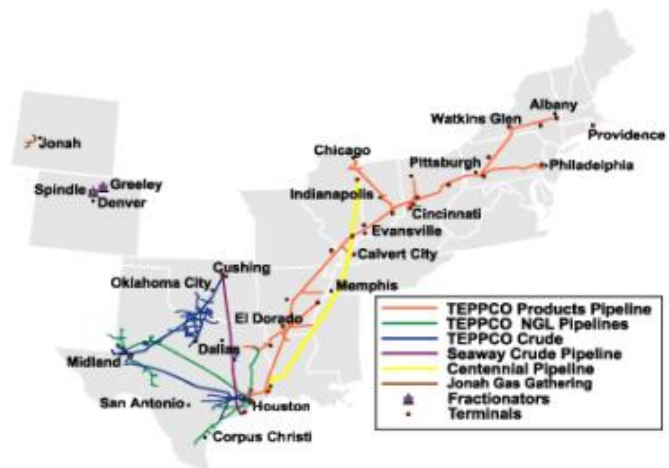 Albany
Watkins Glen
Providence
Chicago
Jonah
Pittsburgh
Philadelphia
Spindle
Greeley
Denver
Indianapolis
Cincinnati
Evansville
Calvert City
Cushing
Oklahoma City
Memphis
El Dorado
Dallas
Midland
San Antonio
Houston
Corpus Christi
TEPPCO Products Pipeline
TEPPCO NGL Pipelines
TEPPCO Crude
Seaway Crude Pipeline
Centennial Pipeline
Jonah Gas Gathering
Fractionators
Terminals